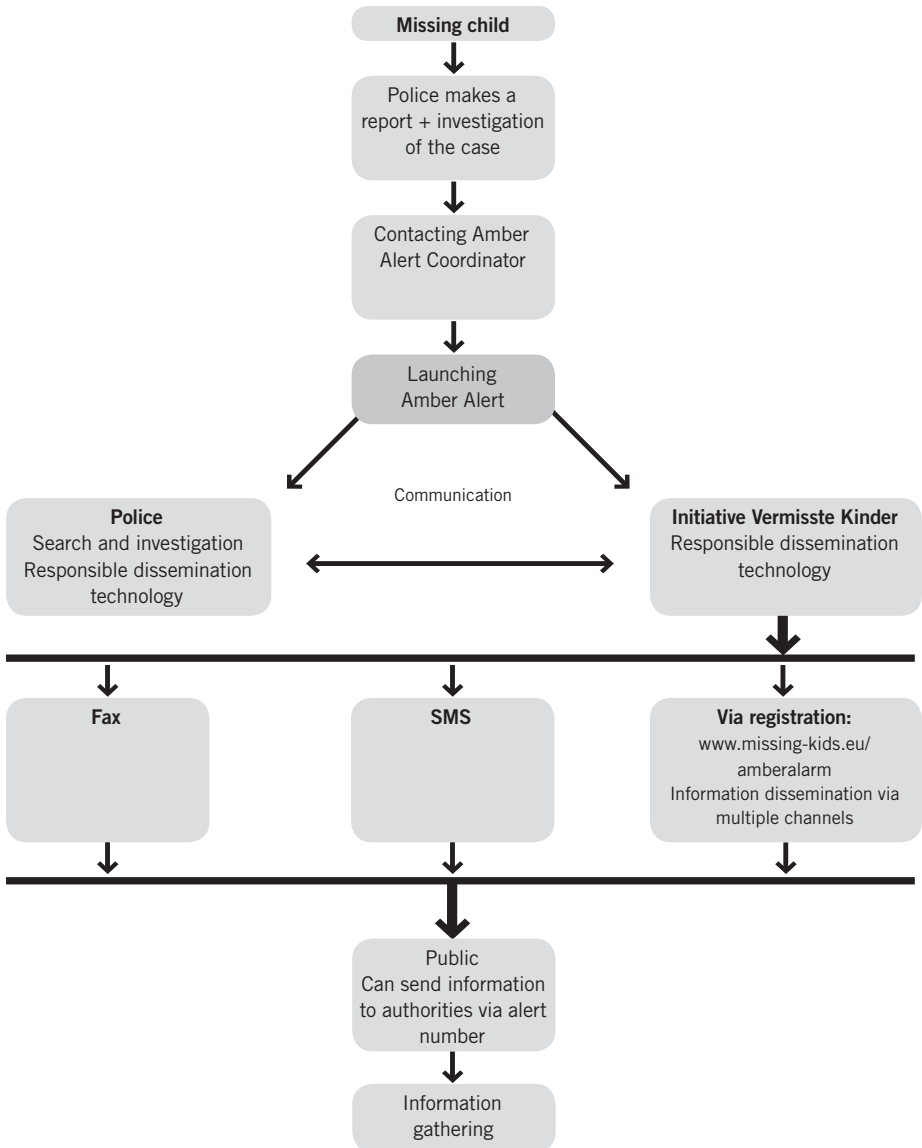 Missing child
Police makes a
report + investigation
of the case
Contacting Amber
Alert Coordinator
Launching
Amber Alert
Communication
Police
Search and investigation
Responsible dissemination
technology
Initiative Vermisste Kinder
Responsible dissemination
technology
Fax
SMS
Via registration:
www.missing-kids.eu/
amberalarm
Information dissemination via
multiple channels
Public
Can send information
to authorities via alert
number
Information
gathering